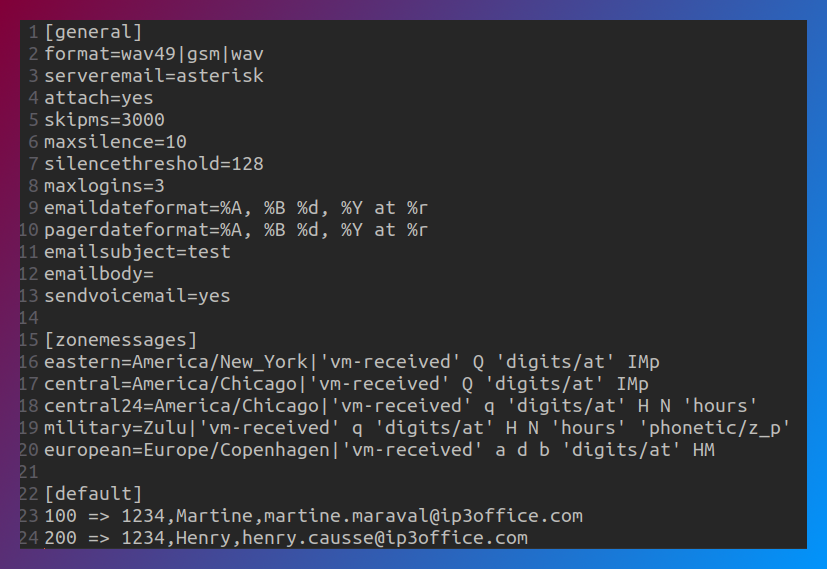 1 [general]
2 format=wav49|gsm|wav
3 serveremail=asterisk
4 attach=yes
5 skipms=3000
6 maxsilence=10
7 silencethreshold=128
8 maxlogins=3
9 emaildateformat=%A, %B %d, %Y at %r
10 pagerdateformat=%A, %B %d, %Y at %r
11 emailsubject=test
12 emailbody=
13 sendvoicemail=yes
14
15 [zonemessages]
16 eastern=America/New_York|'vm-received' Q 'digits/at' IMp
17 central=America/Chicago|'vm-received' Q 'digits/at' IMp
18 central24=America/Chicago|'vm-received' q 'digits/at' H N 'hours'
19 military=Zulu|'vm-received' q 'digits/at' H N 'hours' 'phonetic/z_p'
20 european=Europe/Copenhagen|'vm-received' a d b 'digits/at' HM
21
22 [default]
23 100 => 1234,Martine,martine.maraval@ip3office.com
24 200 => 1234,Henry,henry.causse@ip3office.com